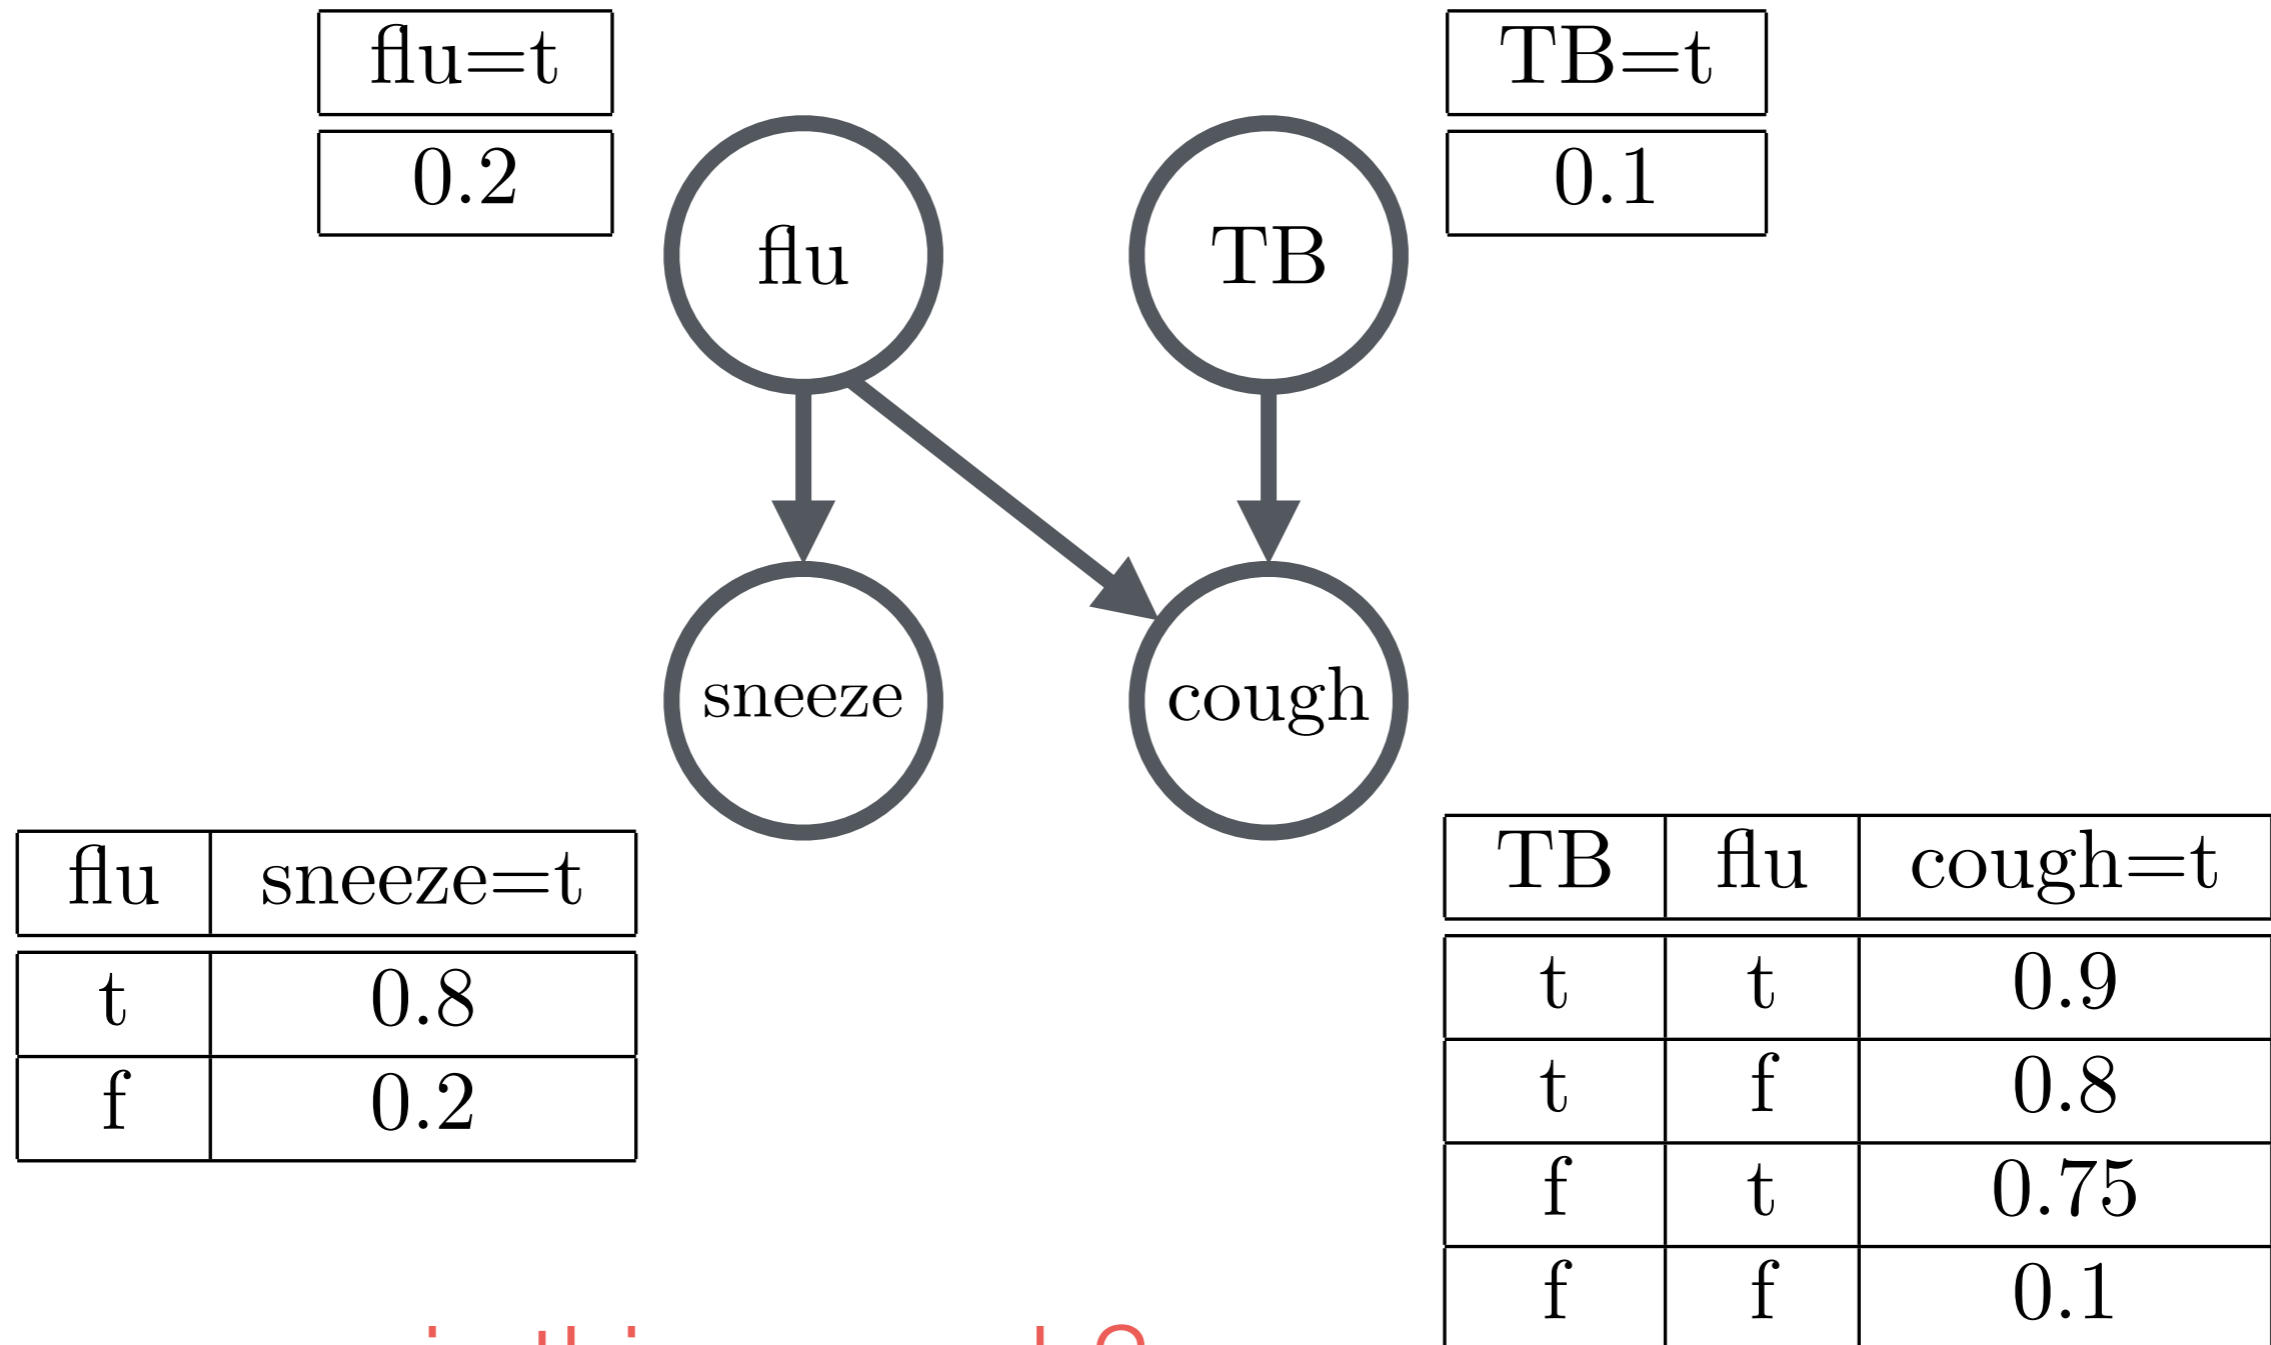 flu=t
0.2
TB=t
0.1
flu
TB
sneeze
cough
flu sneeze=t
t 0.8
f 0.2
TB flu cough=t
t t 0.9
t f 0.8
f t 0.75
f f 0.1